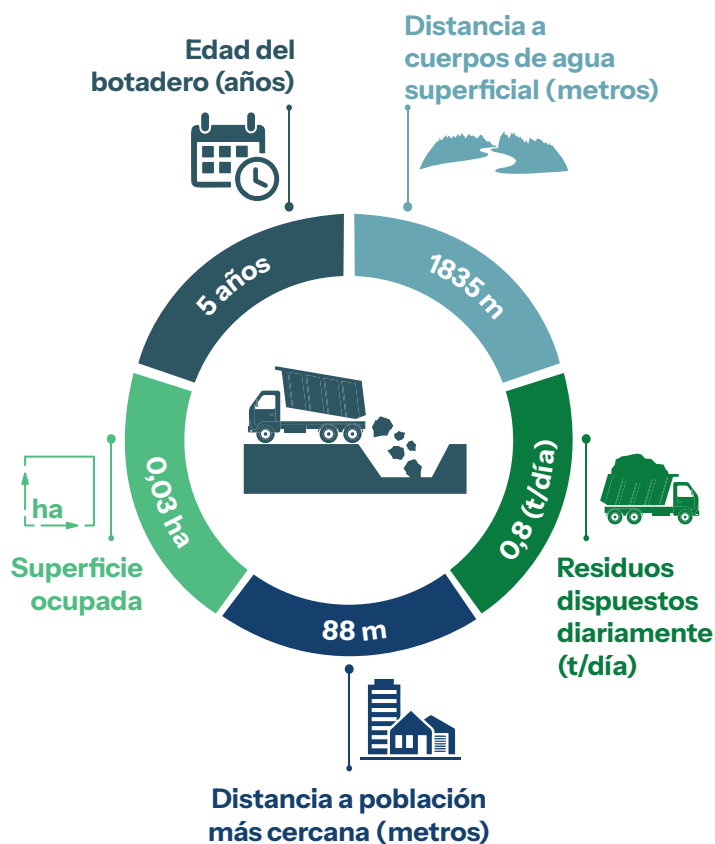 Edad del
botadero (años)
Distancia a
cuerpos de agua
superficial (metros)
5 años
1835 m
0,03 ha
0,8 (t/día)
ha
Superficie
ocupada
Residuos
dispuestos
diariamente
(t/día)
88 m
Distancia a población
más cercana (metros)